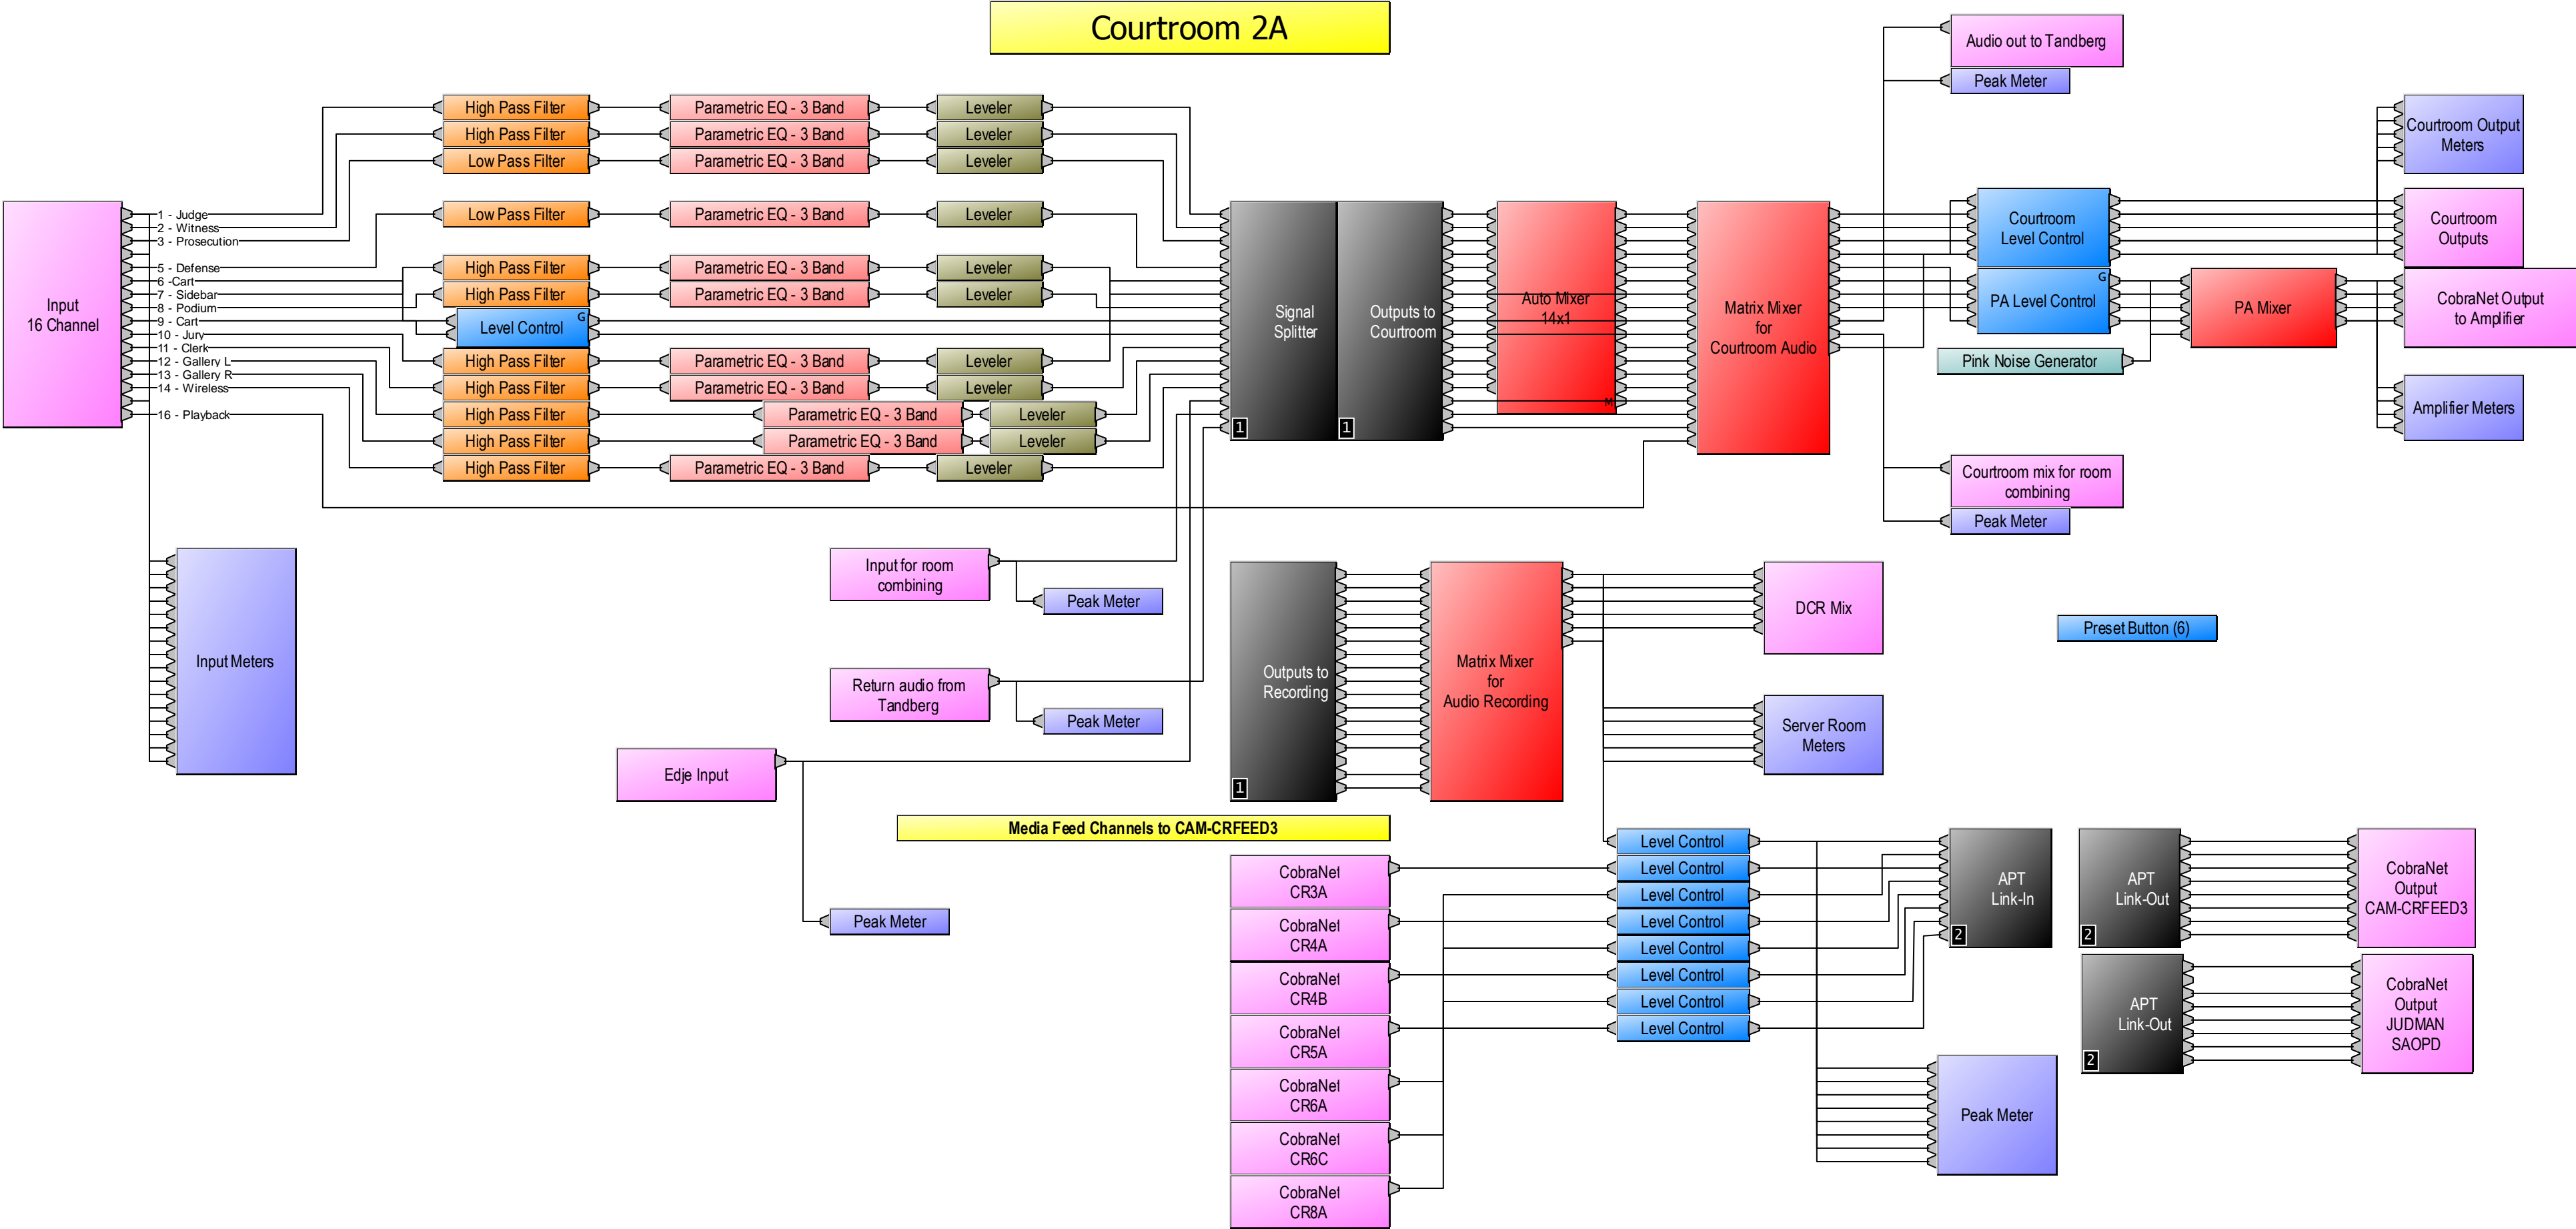 Courtroom 2A
Audio out to Tandberg
Peak Meter
High Pass Filter
Parametric EQ - 3 Band
Leveler
High Pass Filter
Parametric EQ - 3 Band
Leveler
Low Pass Filter
Parametric EQ - 3 Band
Leveler
Courtroom Output
Meters
Input
16 Channel
1 - Judge
2 - Witness
3 - Prosecution
5 - Defense
6 -Cart
7 - Sidebar
8 - Podium
9 - Cart
10 - Jury
11 - Clerk
12 - Gallery L
13 - Gallery R
14 - Wireless
16 - Playback
Low Pass Filter
Parametric EQ - 3 Band
Leveler
High Pass Filter
Parametric EQ - 3 Band
Leveler
High Pass Filter
Parametric EQ - 3 Band
Leveler
Level Control
G
High Pass Filter
Parametric EQ - 3 Band
Leveler
High Pass Filter
Parametric EQ - 3 Band
Leveler
High Pass Filter
Parametric EQ - 3 Band
Leveler
High Pass Filter
Parametric EQ - 3 Band
Leveler
High Pass Filter
Parametric EQ - 3 Band
Leveler
Signal
Splitter
1
Outputs to
Courtroom
1
Auto Mixer
14x1
M
Matrix Mixer
for
Courtroom Audio
Courtroom
Level Control
Courtroom
Outputs
PA Level Control
G
PA Mixer
CobraNet Output
to Amplifier
Pink Noise Generator
Amplifier Meters
Courtroom mix for room
combining
Peak Meter
Input Meters
Input for room
combining
Peak Meter
Return audio from
Tandberg
Peak Meter
Edje Input
Peak Meter
Outputs to
Recording
1
Matrix Mixer
for
Audio Recording
DCR Mix
Server Room
Meters
Preset Button (6)
Media Feed Channels to CAM-CRFEED3
CobraNet
CR3A
CobraNet
CR4A
CobraNet
CR4B
CobraNet
CR5A
CobraNet
CR6A
CobraNet
CR6C
CobraNet
CR8A
Level Control
Level Control
Level Control
Level Control
Level Control
Level Control
Level Control
Level Control
APT
Link-In
2
APT
Link-Out
2
CobraNet
Output
CAM-CRFEED3
APT
Link-Out
2
CobraNet
Output
JUDMAN
SAOPD
Peak Meter